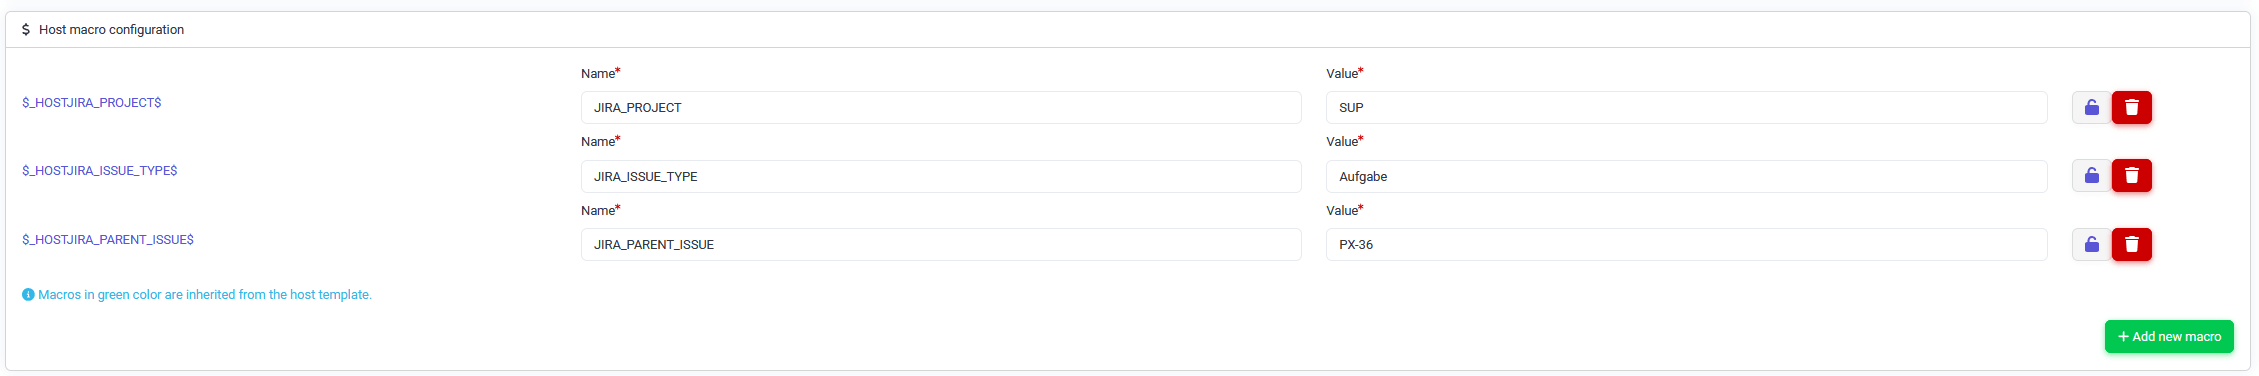 $ Host macro configuration
Name* Value*
$_HOSTJIRA_PROJECT$ JIRA_PROJECT SUP
Name* Value*
$_HOSTJIRA_ISSUE_TYPE$ JIRA_ISSUE_TYPE Aufgabe
Name* Value*
$_HOSTJIRA_PARENT_ISSUE$ JIRA_PARENT_ISSUE PX-36
Macros in green color are inherited from the host template.
+ Add new macro